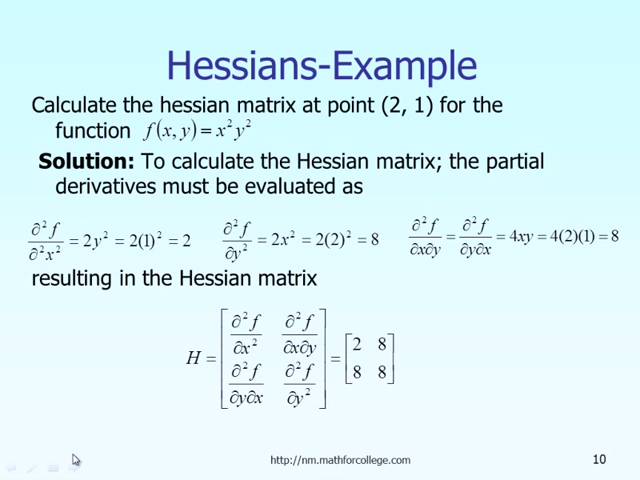 Hessians-Example
Calculate the hessian matrix at point (2, 1) for the
function f(x, y) = x²y²
Solution: To calculate the Hessian matrix; the partial
derivatives must be evaluated as
∂²f/∂²x² = 2y² = 2(1)² = 2    ∂²f/∂y² = 2x² = 2(2)² = 8    ∂²f/∂x∂y = ∂²f/∂y∂x = 4xy = 4(2)(1) = 8
resulting in the Hessian matrix
H = [∂²f/∂x²  ∂²f/∂x∂y; ∂²f/∂y∂x  ∂²f/∂y²] = [2 8; 8 8]
http://nm.mathforcollege.com    10